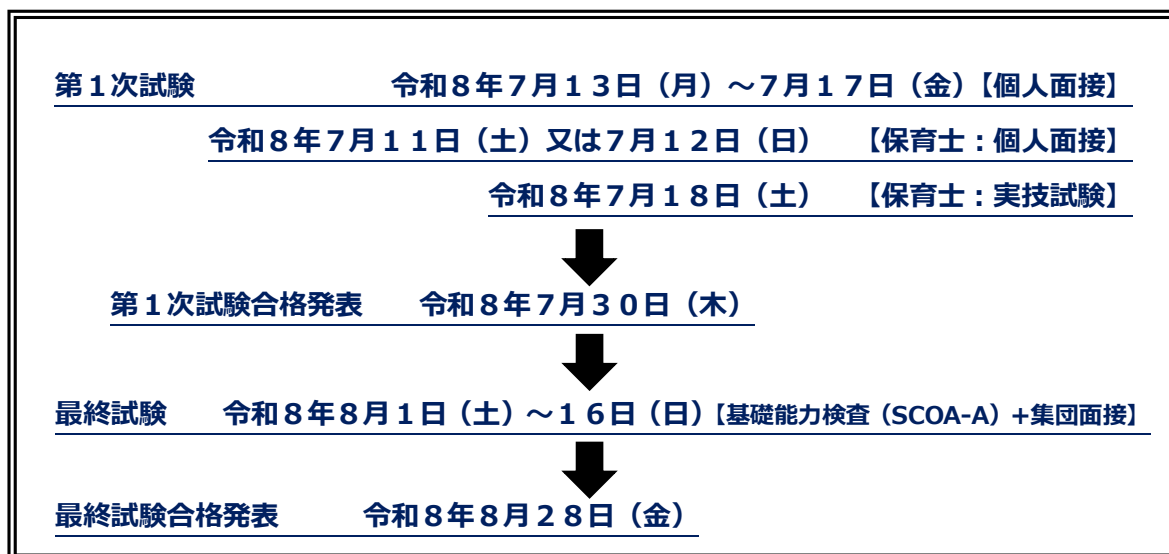 第１次試験　令和８年７月１３日（月）～７月１７日（金）【個人面接】
令和８年７月１１日（土）又は７月１２日（日）　【保育士：個人面接】
令和８年７月１８日（土）　【保育士：実技試験】
第１次試験合格発表　令和８年７月３０日（木）
最終試験　令和８年８月１日（土）～１６日（日）【基礎能力検査（SCOA-A）+集団面接】
最終試験合格発表　令和８年８月２８日（金）